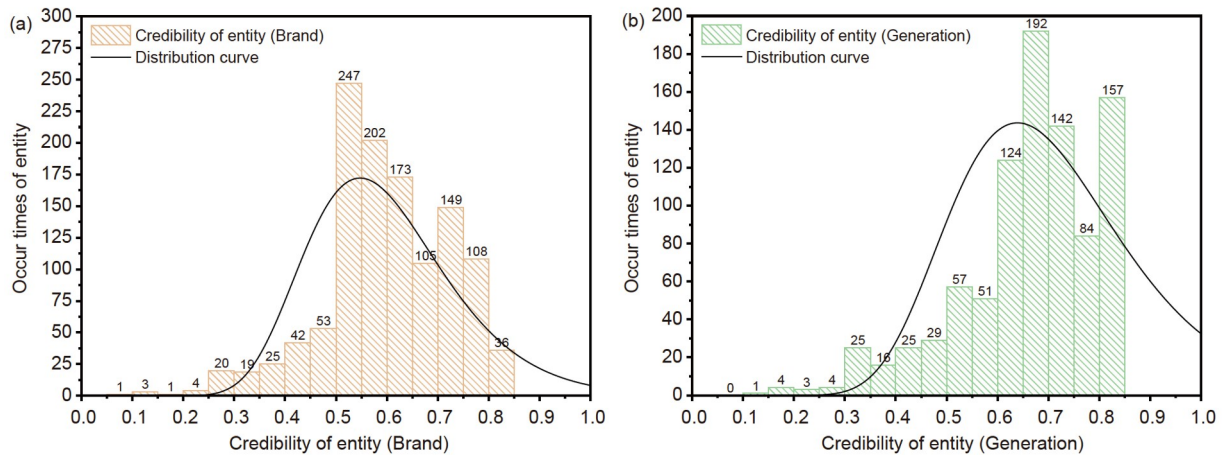 (a)
300
275
250
225
200
175
150
125
100
75
50
25
0
Occur times of entity
Credibility of entity (Brand)
Distribution curve
1 3 1 4 20 19 25 42 53 247 202 173 105 149 108 36
0.0 0.1 0.2 0.3 0.4 0.5 0.6 0.7 0.8 0.9 1.0
Credibility of entity (Brand)
(b)
200
180
160
140
120
100
80
60
40
20
0
Occur times of entity
Credibility of entity (Generation)
Distribution curve
0 1 4 3 4 25 16 25 29 57 51 124 192 142 84 157
0.0 0.1 0.2 0.3 0.4 0.5 0.6 0.7 0.8 0.9 1.0
Credibility of entity (Generation)